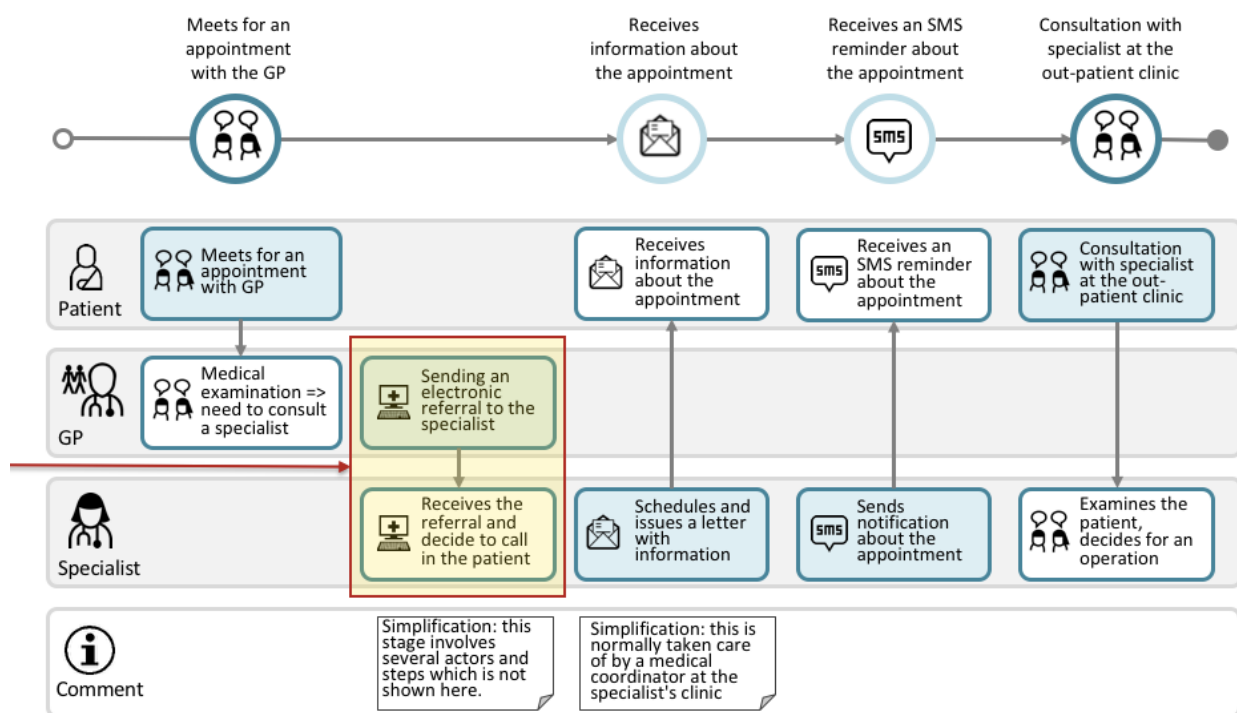 Meets for an
appointment
with the GP
Receives
information about
the appointment
Receives an SMS
reminder about
the appointment
Consultation with
specialist at the
out-patient clinic
sms
Patient
Meets for an
appointment
with GP
Receives
information
about the
appointment
sms
Receives an
SMS reminder
about the
appointment
Consultation
with specialist
at the out-
patient clinic
GP
Medical
examination =>
need to consult
a specialist
Sending an
electronic
referral to the
specialist
Specialist
Receives the
referral and
decide to call
in the patient
Schedules and
issues a letter
with
information
sms
Sends
notification
about the
appointment
Examines the
patient,
decides for an
operation
Comment
Simplification: this
stage involves
several actors and
steps which is not
shown here.
Simplification: this is
normally taken care
of by a medical
coordinator at the
specialist's clinic